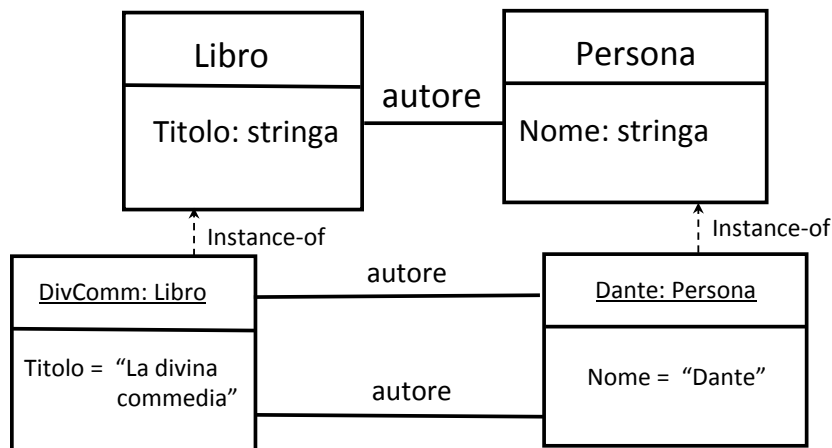 Libro
Persona
autore
Titolo: stringa
Nome: stringa
Instance-of
Instance-of
DivComm: Libro
autore
Dante: Persona
Titolo = “La divina
commedia”
Nome = “Dante”
autore